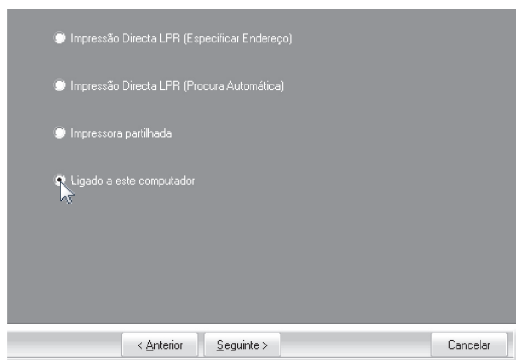 Impressão Directa LPR (Especificar Endereço)
Impressão Directa LPR (Procura Automática)
Impressora partilhada
Ligado a este computador
< Anterior
Seguinte >
Cancelar